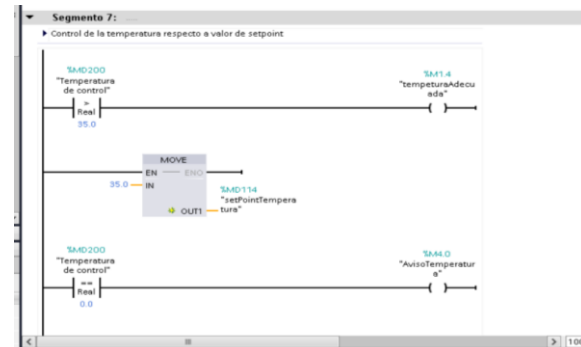 Segmento 7: .....
Control de la temperatura respecto a valor de setpoint
%MD200
"Temperatura
de control"
>
Real
35.0
%M1.4
"tempeturaAdecu
ada"
MOVE
EN
ENO
35.0
IN
OUT1
%MD114
"setPointTempera
tura"
%MD200
"Temperatura
de control"
==
Real
0.0
%M4.0
"AvisoTemperatur
a"